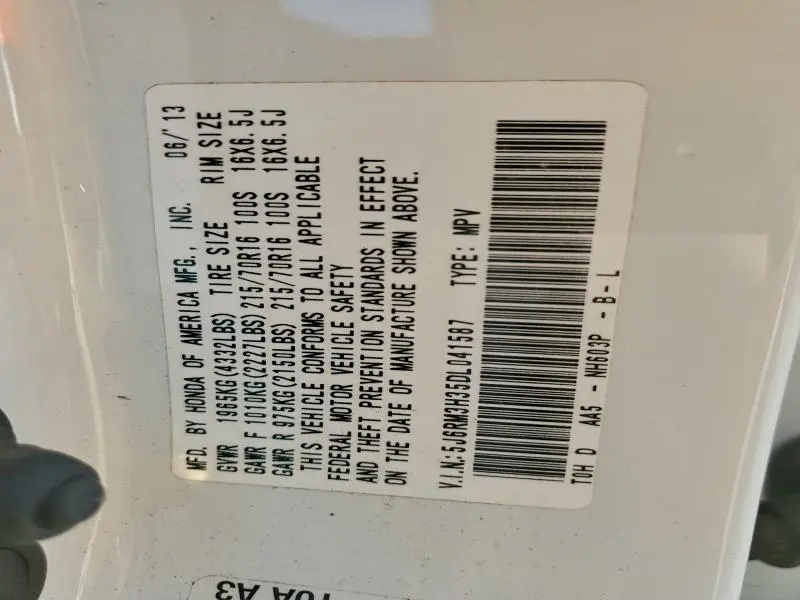 MFD. BY HONDA OF AMERICA MFG., INC. 06/'13
GVWR 1965KG(4332LBS) TIRE SIZE RIM SIZE
GAWR F 1010KG(2227LBS) 215/70R16 100S 16X6.5J
GAWR R 975KG(2150LBS) 215/70R16 100S 16X6.5J
THIS VEHICLE CONFORMS TO ALL APPLICABLE
FEDERAL MOTOR VEHICLE SAFETY
AND THEFT PREVENTION STANDARDS IN EFFECT
ON THE DATE OF MANUFACTURE SHOWN ABOVE.
V.I.N:5J6RM3H35DL041587 TYPE: MPV
T0H D AA5 - NH603P - B - L
T0A A3